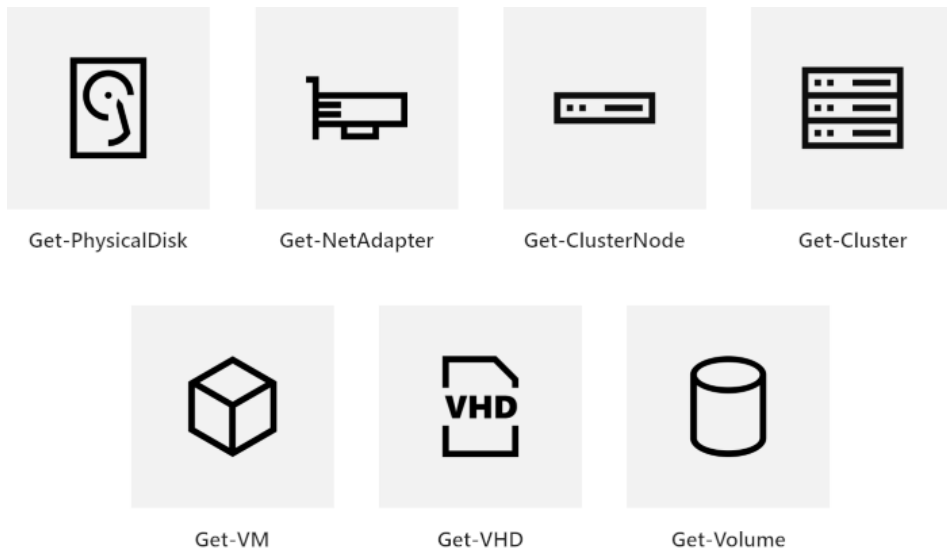 Get-PhysicalDisk
Get-NetAdapter
Get-ClusterNode
Get-Cluster
VHD
Get-VM
Get-VHD
Get-Volume